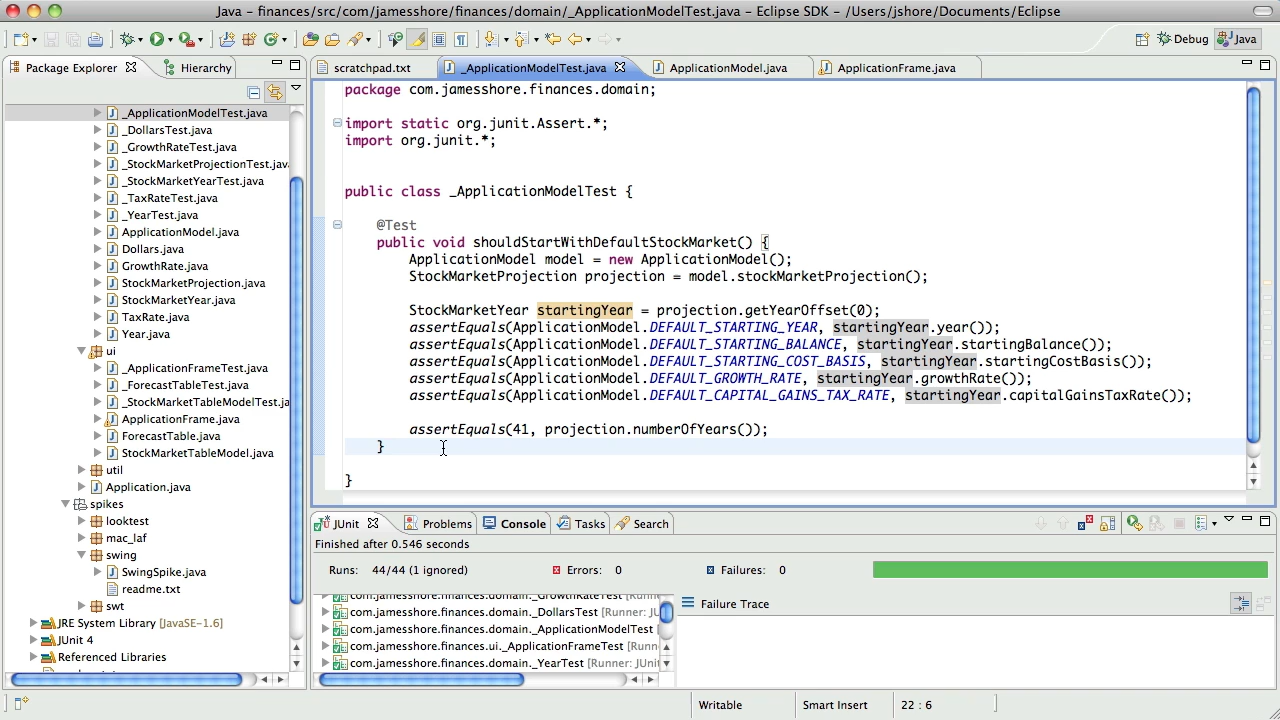 Java – finances/src/com/jamesshore/finances/domain/_ApplicationModelTest.java – Eclipse SDK – /Users/jshore/Documents/Eclipse
Debug
Java
Package Explorer
Hierarchy
scratchpad.txt
_ApplicationModelTest.java
ApplicationModel.java
ApplicationFrame.java
_ApplicationModelTest.java
_DollarsTest.java
_GrowthRateTest.java
_StockMarketProjectionTest.java
_StockMarketYearTest.java
_TaxRateTest.java
_YearTest.java
ApplicationModel.java
Dollars.java
GrowthRate.java
StockMarketProjection.java
StockMarketYear.java
TaxRate.java
Year.java
ui
_ApplicationFrameTest.java
_ForecastTableTest.java
_StockMarketTableModelTest.ja
ApplicationFrame.java
ForecastTable.java
StockMarketTableModel.java
util
Application.java
spikes
looktest
mac_laf
swing
SwingSpike.java
readme.txt
swt
JRE System Library [JavaSE-1.6]
JUnit 4
Referenced Libraries
package com.jamesshore.finances.domain;
import static org.junit.Assert.*;
import org.junit.*;
public class _ApplicationModelTest {
@Test
public void shouldStartWithDefaultStockMarket() {
ApplicationModel model = new ApplicationModel();
StockMarketProjection projection = model.stockMarketProjection();
StockMarketYear startingYear = projection.getYearOffset(0);
assertEquals(ApplicationModel.DEFAULT_STARTING_YEAR, startingYear.year());
assertEquals(ApplicationModel.DEFAULT_STARTING_BALANCE, startingYear.startingBalance());
assertEquals(ApplicationModel.DEFAULT_STARTING_COST_BASIS, startingYear.startingCostBasis());
assertEquals(ApplicationModel.DEFAULT_GROWTH_RATE, startingYear.growthRate());
assertEquals(ApplicationModel.DEFAULT_CAPITAL_GAINS_TAX_RATE, startingYear.capitalGainsTaxRate());
assertEquals(41, projection.numberOfYears());
}
}
JUnit
Problems
Console
Tasks
Search
Finished after 0.546 seconds
Runs: 44/44 (1 ignored)
Errors: 0
Failures: 0
com.jamesshore.finances.domain._GrowthRateTest [Runner: JU
com.jamesshore.finances.domain._DollarsTest [Runner: JU
com.jamesshore.finances.domain._ApplicationModelTest
com.jamesshore.finances.ui._ApplicationFrameTest [Runn
com.jamesshore.finances.domain._YearTest [Runner: JUnit
Failure Trace
Writable
Smart Insert
22 : 6